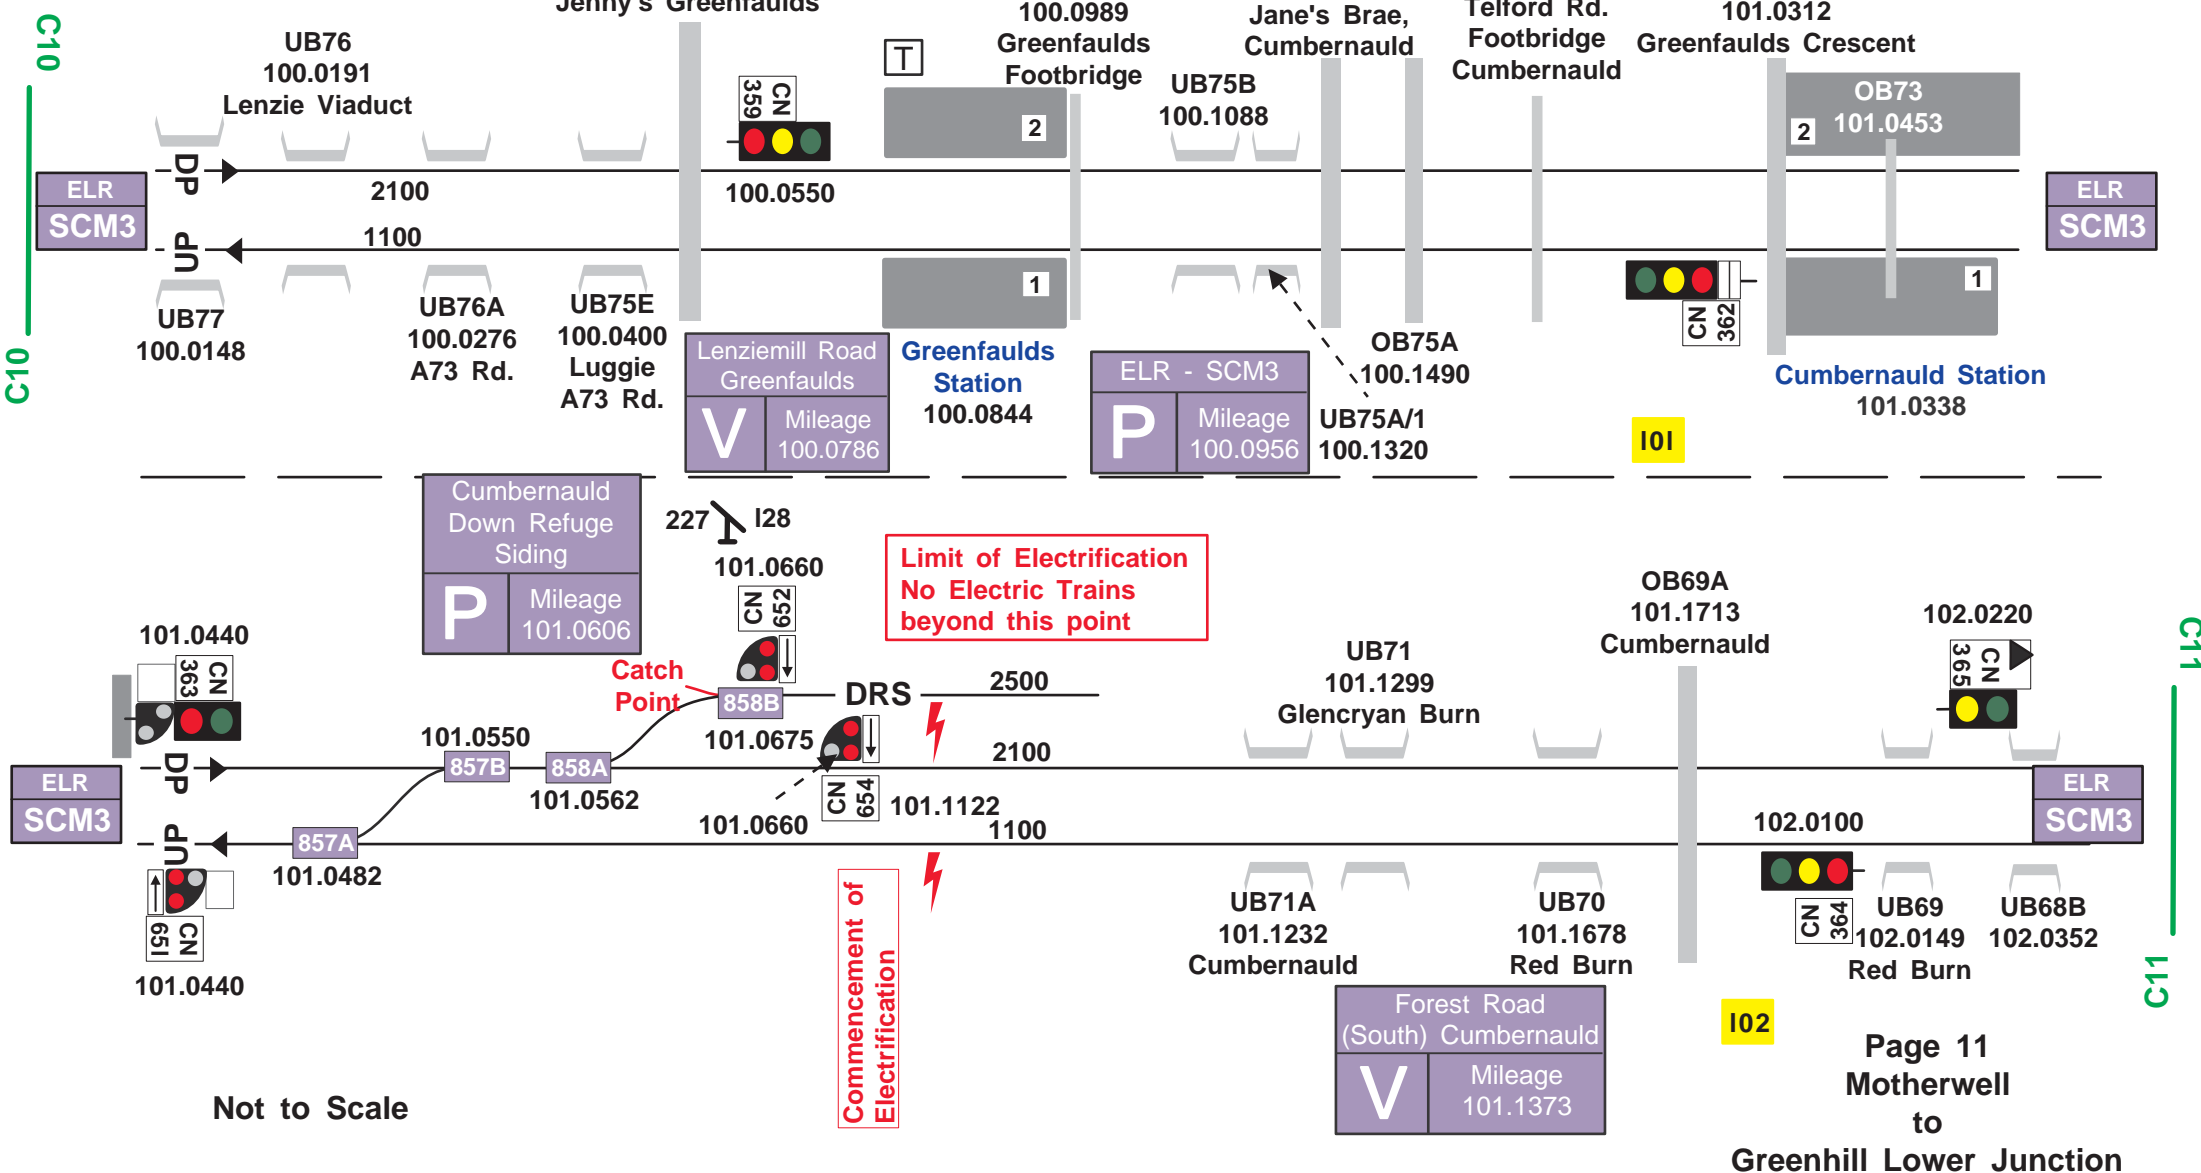 C10
UB76
100.0191
Lenzie Viaduct
Jenny's Greenfaulds
CN
359
T
2
100.0989
Greenfaulds
Footbridge
UB75B
100.1088
Jane's Brae,
Cumbernauld
Telford Rd.
Footbridge
Cumbernauld
101.0312
Greenfaulds Crescent
OB73
101.0453
2
ELR
SCM3
DP
2100
100.0550
ELR
SCM3
UP
1100
UB77
100.0148
UB76A
100.0276
A73 Rd.
UB75E
100.0400
Luggie
A73 Rd.
Lenziemill Road
Greenfaulds
V
Mileage
100.0786
1
Greenfaulds
Station
100.0844
ELR - SCM3
P
Mileage
100.0956
UB75A/1
100.1320
OB75A
100.1490
CN
362
1
Cumbernauld Station
101.0338
101
C10
Cumbernauld
Down Refuge
Siding
P
Mileage
101.0606
227
128
101.0660
CN
652
Limit of Electrification
No Electric Trains
beyond this point
OB69A
101.1713
Cumbernauld
102.0220
CN
365
C11
101.0440
CN
363
Catch
Point
858B
DRS
2500
101.0675
UB71
101.1299
Glencryan Burn
ELR
SCM3
DP
101.0550
857B
858A
101.0562
2100
ELR
SCM3
101.0660
CN
654
101.1122
UP
857A
101.0482
1100
102.0100
CN
651
101.0440
Commencement of
Electrification
UB71A
101.1232
Cumbernauld
UB70
101.1678
Red Burn
CN
364
UB69
102.0149
Red Burn
UB68B
102.0352
C11
Forest Road
(South) Cumbernauld
V
Mileage
101.1373
102
Not to Scale
Page 11
Motherwell
to
Greenhill Lower Junction